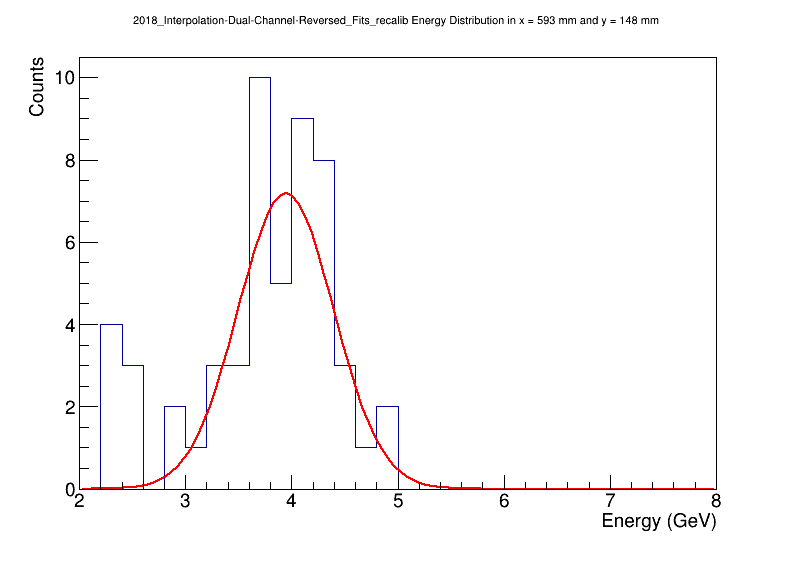 2018_Interpolation-Dual-Channel-Reversed_Fits_recalib Energy Distribution in x = 593 mm and y = 148 mm
Counts
10
8
6
4
2
0
2 3 4 5 6 7 8
Energy (GeV)